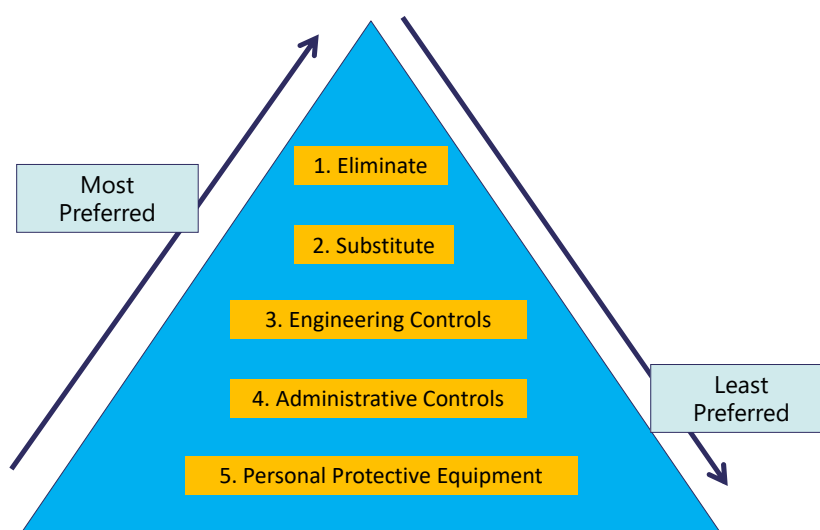 1. Eliminate
Most
Preferred
2. Substitute
3. Engineering Controls
4. Administrative Controls
Least
Preferred
5. Personal Protective Equipment